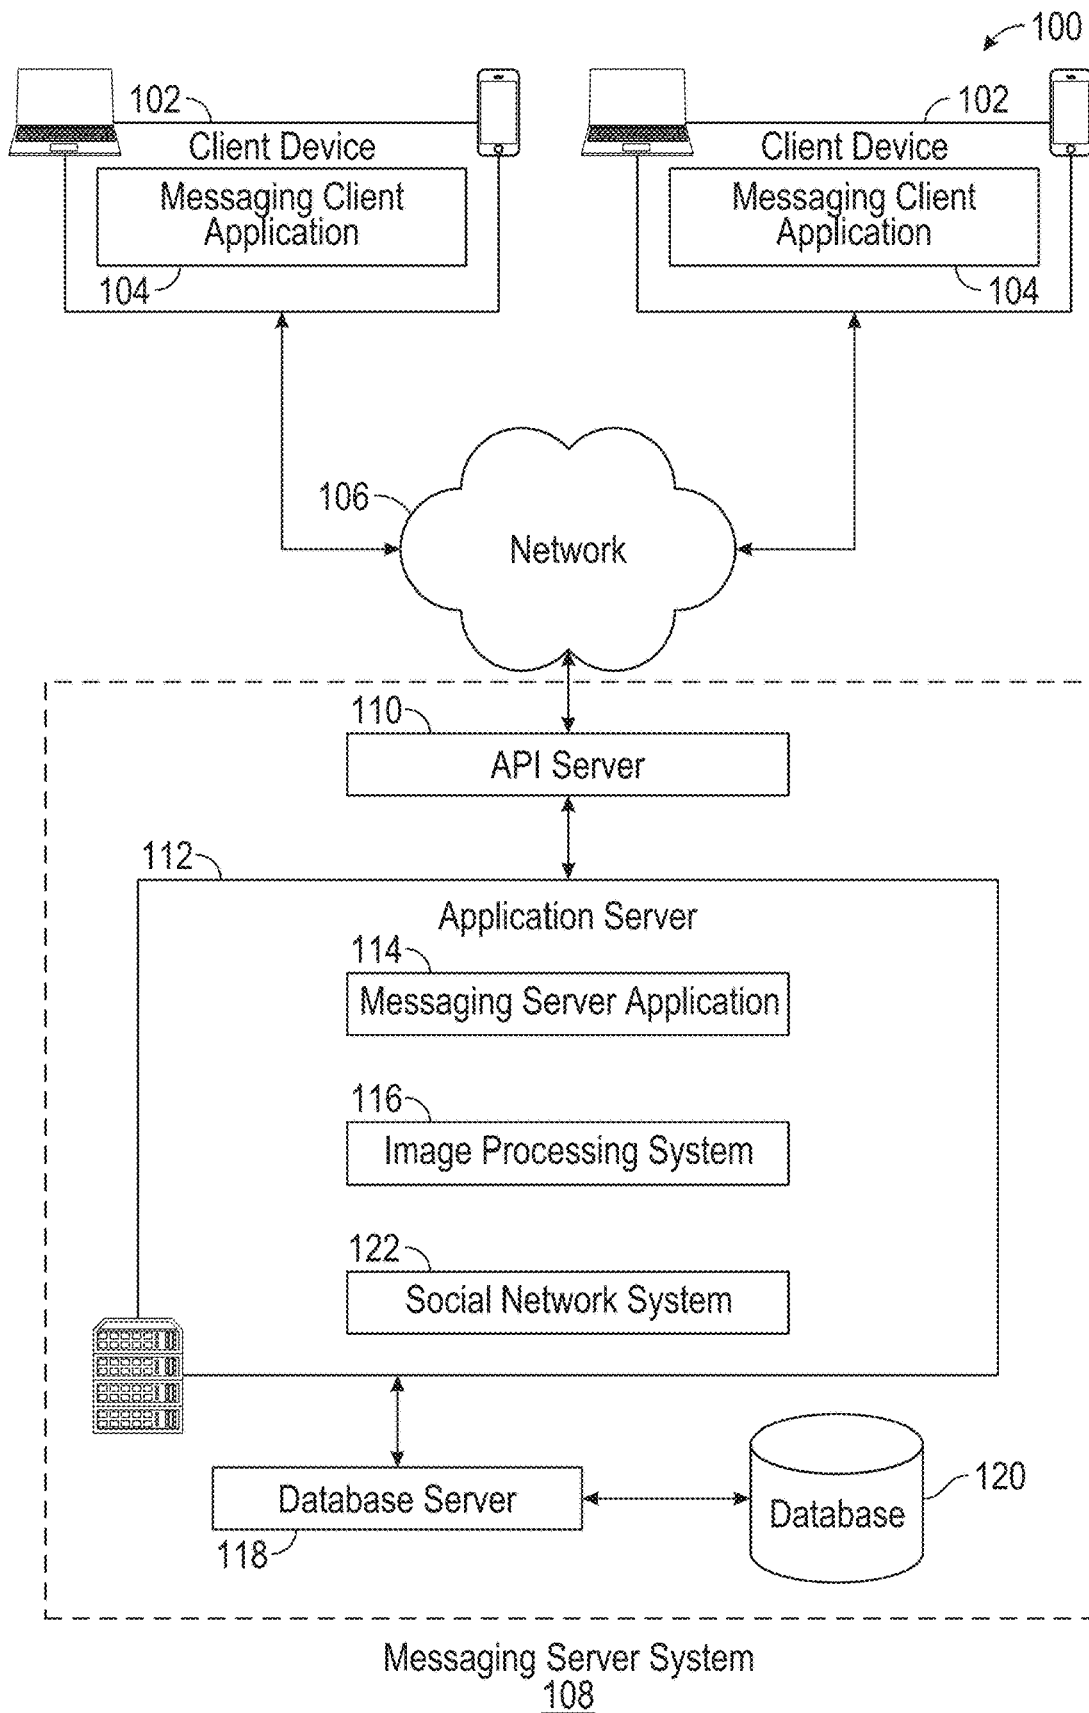 100
102
102
Client Device
Client Device
Messaging Client
Application
Messaging Client
Application
104
104
106
Network
110
API Server
112
Application Server
114
Messaging Server Application
116
Image Processing System
122
Social Network System
Database Server
118
Database
120
Messaging Server System
108